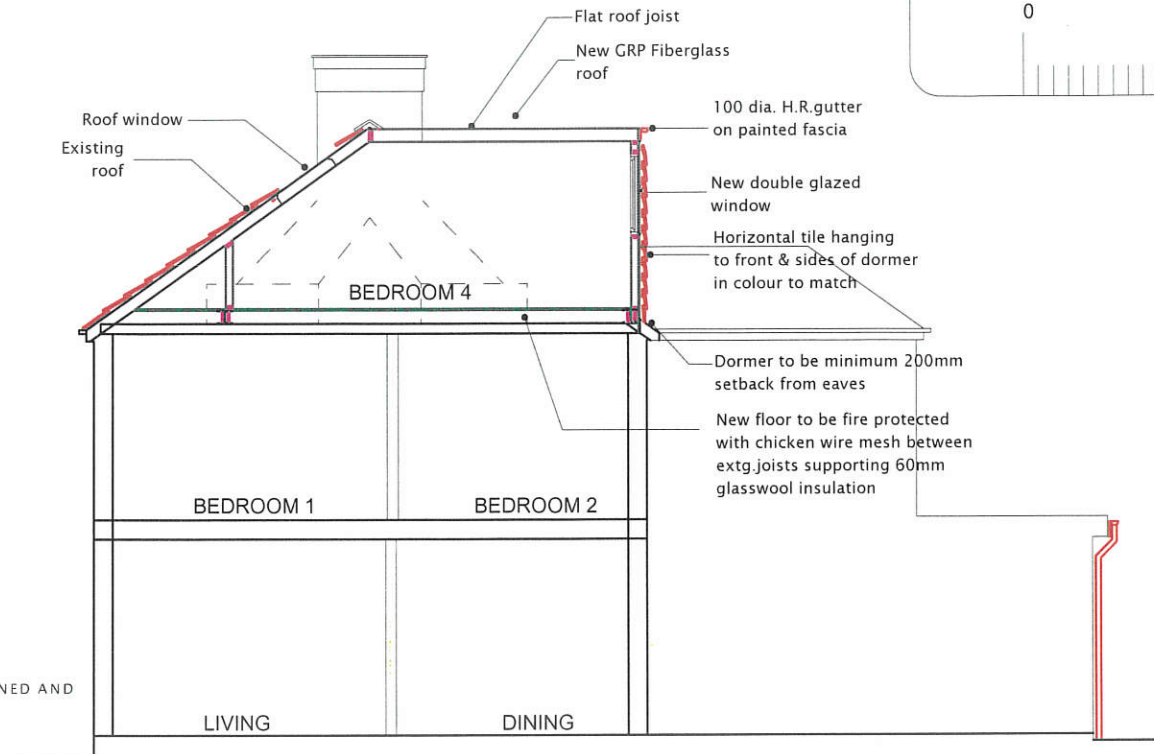 Flat roof joist
0
New GRP Fiberglass
roof
Roof window
100 dia. H.R.gutter
on painted fascia
Existing
roof
New double glazed
window
Horizontal tile hanging
to front & sides of dormer
in colour to match
BEDROOM 4
Dormer to be minimum 200mm
setback from eaves
New floor to be fire protected
with chicken wire mesh between
extg.joists supporting 60mm
glasswool insulation
BEDROOM 1
BEDROOM 2
NED AND
LIVING
DINING